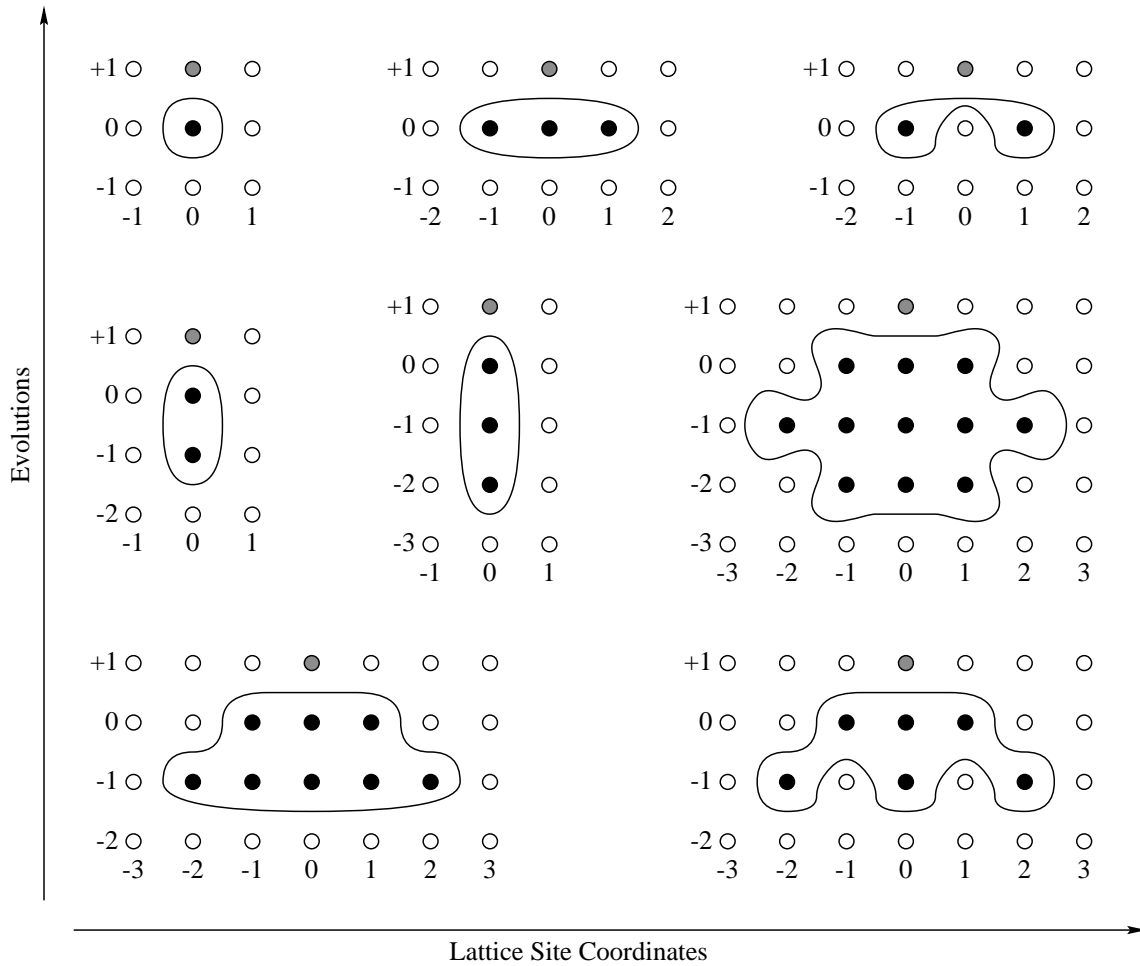 +1 +1 +1
0 0 0
-1 -1 -1
-1 0 1 -2 -1 0 1 2 -2 -1 0 1 2
+1 +1
+1
0 0
0
-1 -1
-1
-2 -2
-2
-1 0 1
-3 -3
-1 0 1 -3 -2 -1 0 1 2 3
Evolutions
+1 +1
0 0
-1 -1
-2 -2
-3 -2 -1 0 1 2 3 -3 -2 -1 0 1 2 3
Lattice Site Coordinates